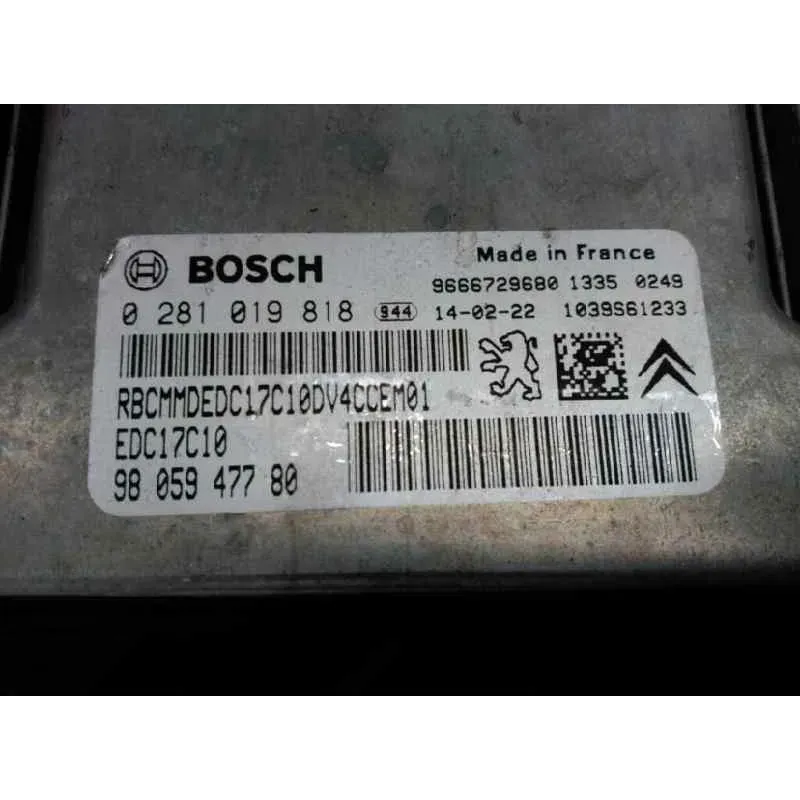 BOSCH
Made in France
9666729680 1335 0249
0 281 019 818 944 14-02-22 1039S61233
RBCMMDEDC17C10DV4CCEM01
EDC17C10
98 059 477 80